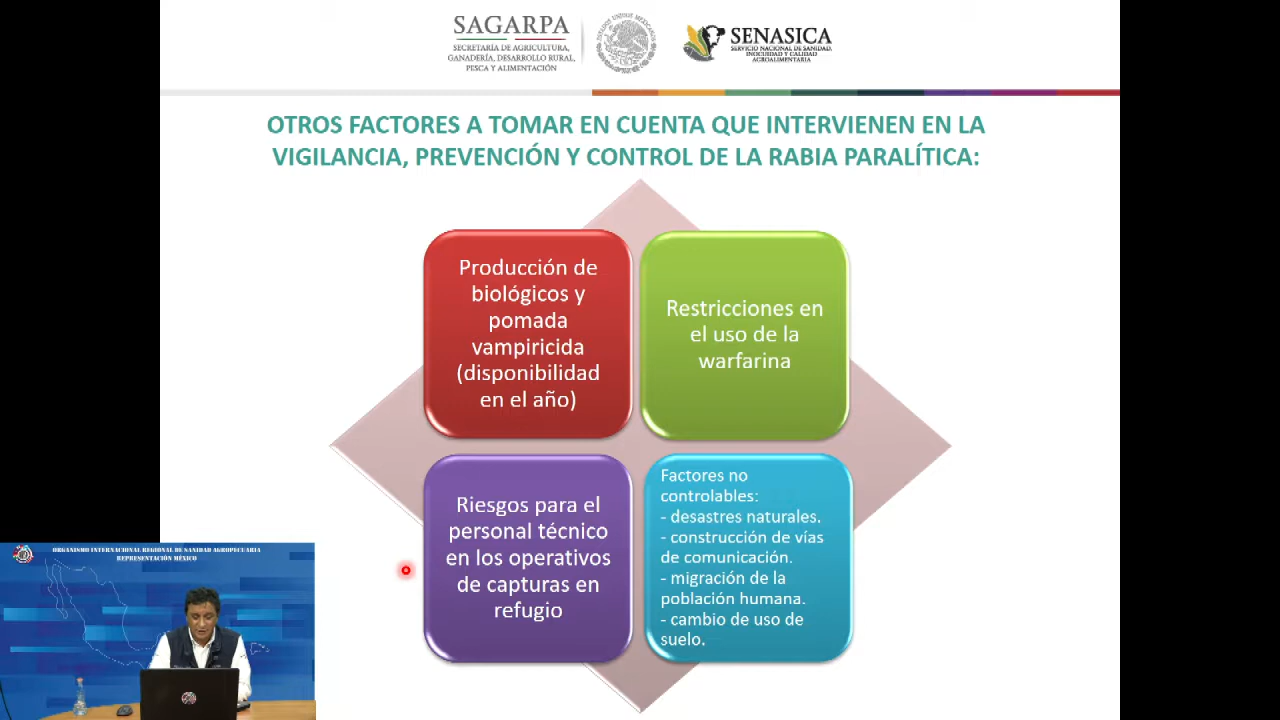 SAGARPA
SECRETARÍA DE AGRICULTURA,
GANADERÍA, DESARROLLO RURAL,
PESCA Y ALIMENTACIÓN
ESTADOS UNIDOS MEXICANOS
SENASICA
SERVICIO NACIONAL DE SANIDAD,
INOCUIDAD Y CALIDAD
AGROALIMENTARIA
OTROS FACTORES A TOMAR EN CUENTA QUE INTERVIENEN EN LA
VIGILANCIA, PREVENCIÓN Y CONTROL DE LA RABIA PARALÍTICA:
Producción de
biológicos y
pomada
vampiricida
(disponibilidad
en el año)
Restricciones en
el uso de la
warfarina
Riesgos para el
personal técnico
en los operativos
de capturas en
refugio
Factores no
controlables:
- desastres naturales.
- construcción de vías
de comunicación.
- migración de la
población humana.
- cambio de uso de
suelo.
ORGANISMO INTERNACIONAL REGIONAL DE SANIDAD AGROPECUARIA
REPRESENTACIÓN MÉXICO